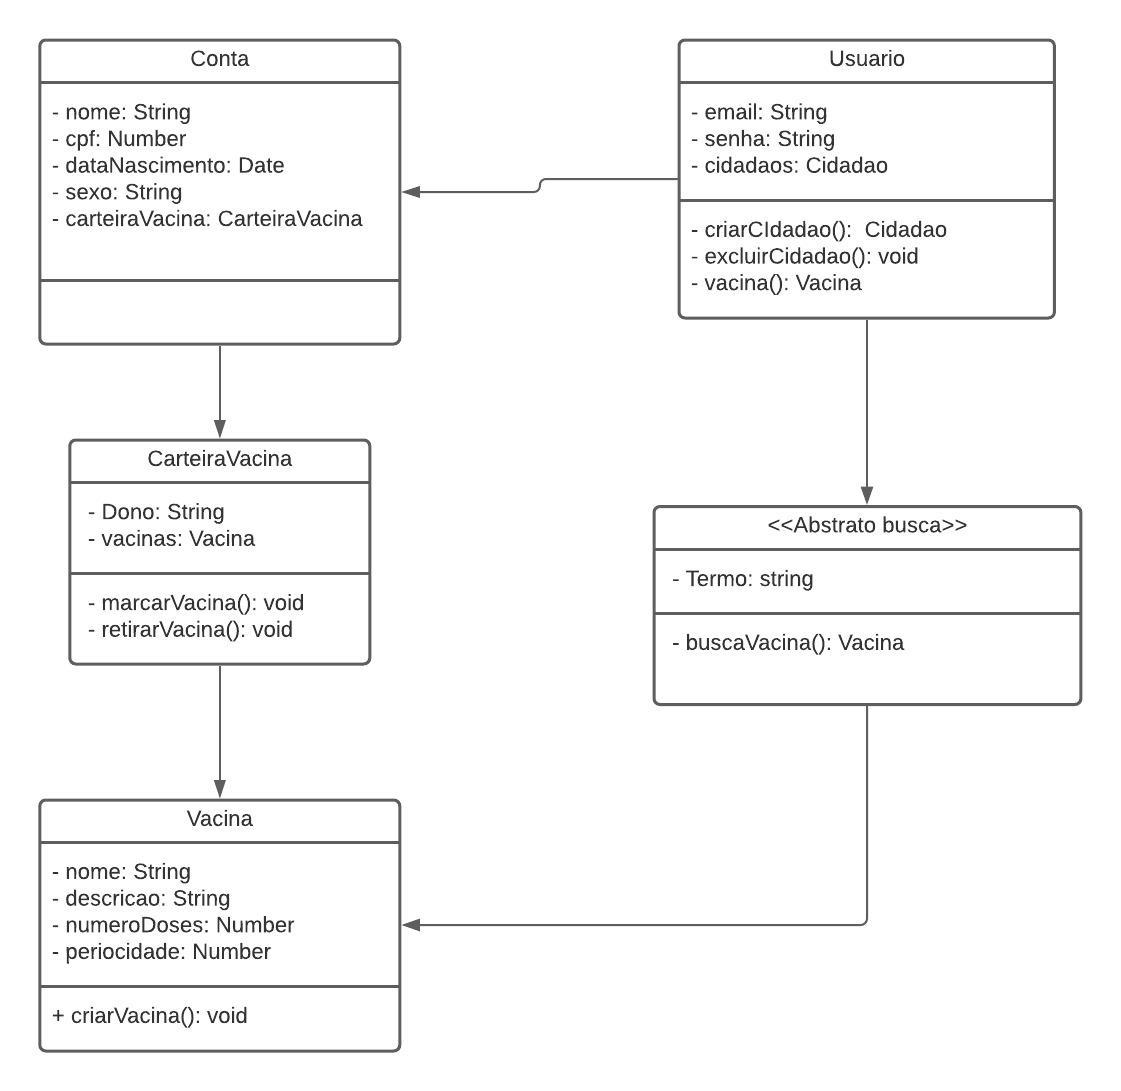 Conta
- nome: String
- cpf: Number
- dataNascimento: Date
- sexo: String
- carteiraVacina: CarteiraVacina
Usuario
- email: String
- senha: String
- cidadaos: Cidadao
- criarCIdadao():  Cidadao
- excluirCidadao(): void
- vacina(): Vacina
CarteiraVacina
- Dono: String
- vacinas: Vacina
- marcarVacina(): void
- retirarVacina(): void
<<Abstrato busca>>
- Termo: string
- buscaVacina(): Vacina
Vacina
- nome: String
- descricao: String
- numeroDoses: Number
- periocidade: Number
+ criarVacina(): void